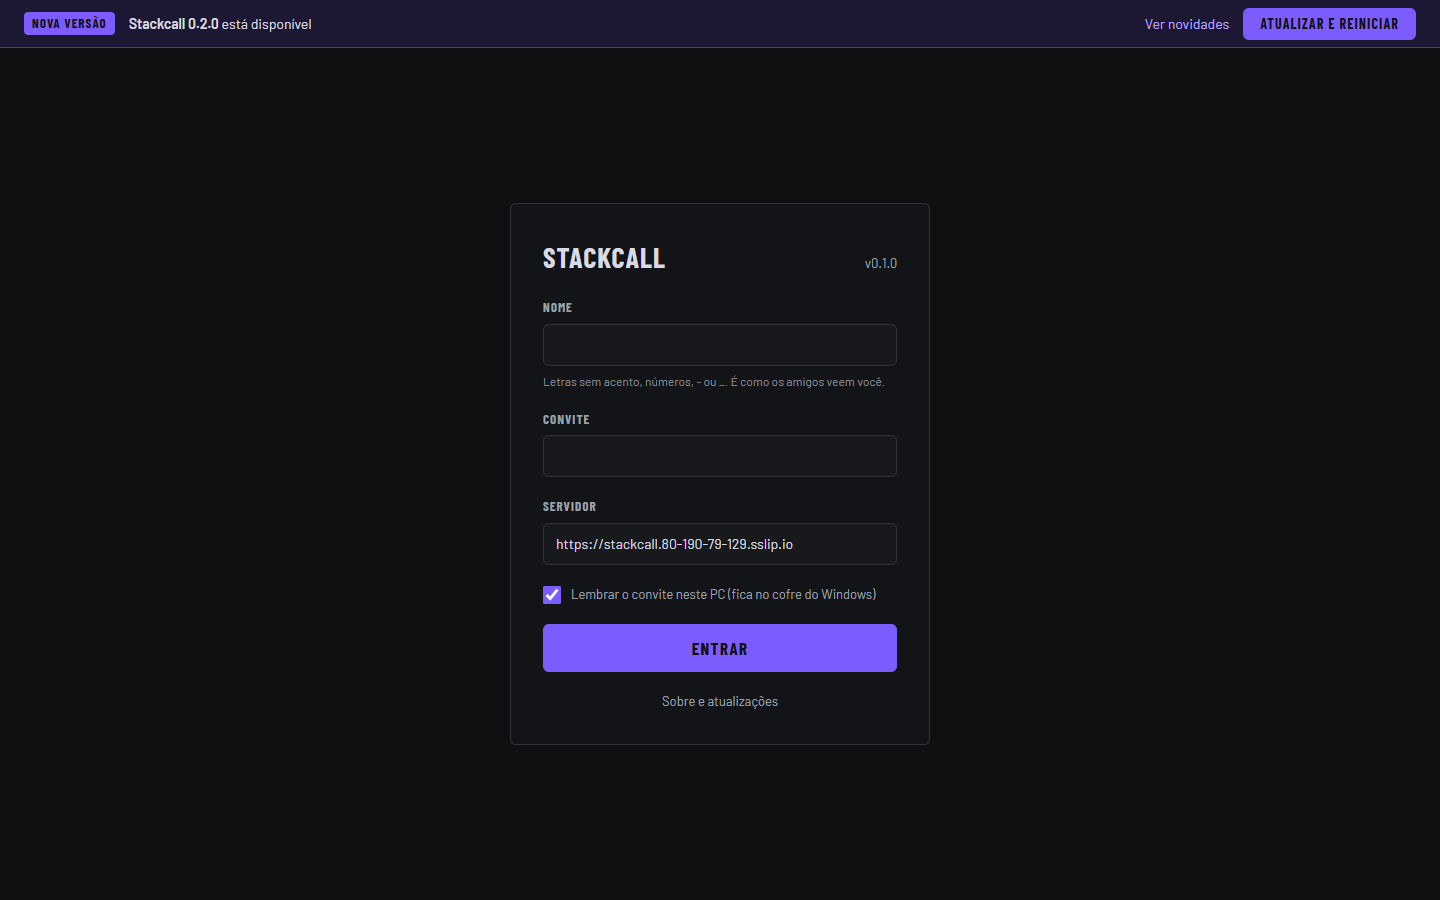 NOVA VERSÃO Stackcall 0.2.0 está disponível Ver novidades ATUALIZAR E REINICIAR
STACKCALL v0.1.0
NOME
Letras sem acento, números, - ou _. É como os amigos veem você.
CONVITE
SERVIDOR
https://stackcall.80-190-79-129.sslip.io
Lembrar o convite neste PC (fica no cofre do Windows)
ENTRAR
Sobre e atualizações